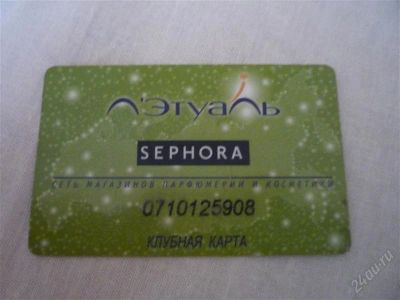 Л'Этуаль
SEPHORA
СЕТЬ МАГАЗИНОВ ПАРФЮМЕРИИ И КОСМЕТИКИ
0710125908
КЛУБНАЯ КАРТА
24au.ru